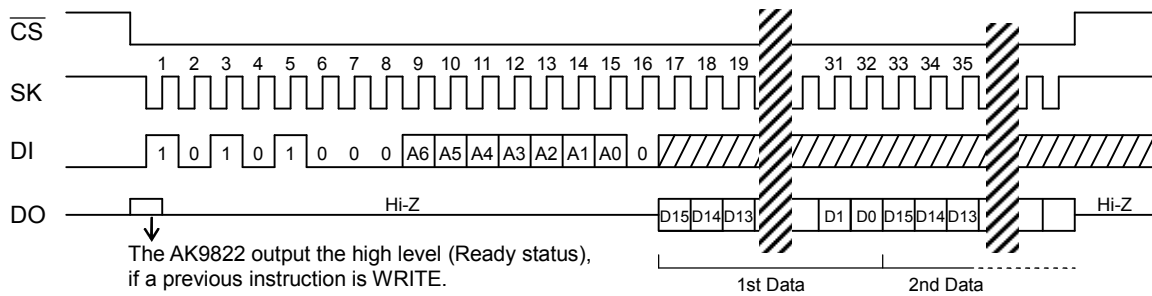 CS
1 2 3 4 5 6 7 8 9 10 11 12 13 14 15 16 17 18 19 31 32 33 34 35
SK
DI 1 0 1 0 1 0 0 0 A6 A5 A4 A3 A2 A1 A0 0
DO Hi-Z D15 D14 D13 D1 D0 D15 D14 D13 Hi-Z
The AK9822 output the high level (Ready status),
if a previous instruction is WRITE.
1st Data 2nd Data